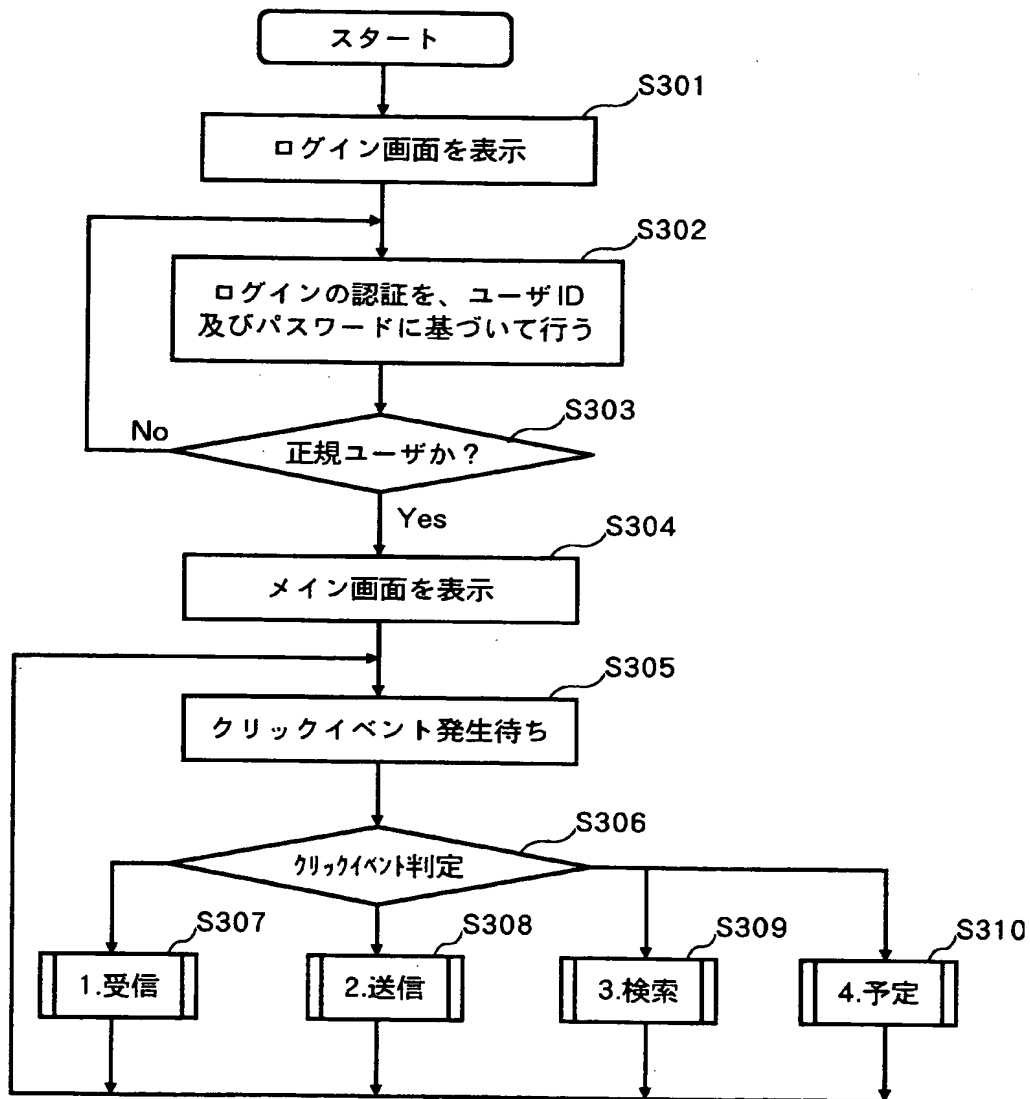 スタート
S301
ログイン画面を表示
S302
ログインの認証を、ユーザID
及びパスワードに基づいて行う
S303
No
正規ユーザか？
Yes
S304
メイン画面を表示
S305
クリックイベント発生待ち
S306
クリックイベント判定
S307
S308
S309
S310
1.受信
2.送信
3.検索
4.予定